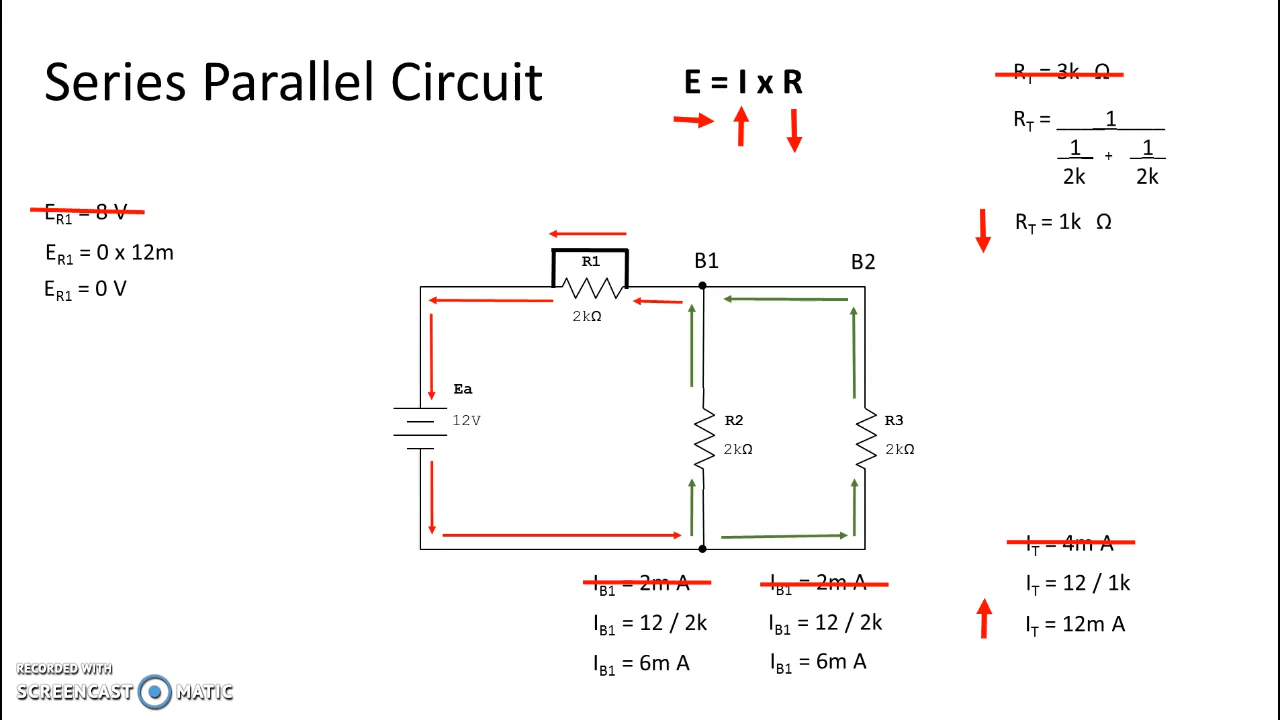 Series Parallel Circuit
E = I x R
R_T = 3k Ω
R_T = 1
1 + 1
2k 2k
R_T = 1k Ω
E_R1 = 8 V
E_R1 = 0 x 12m
E_R1 = 0 V
R1
2kΩ
B1
B2
Ea
12V
R2
2kΩ
R3
2kΩ
I_B1 = 2m A
I_B1 = 12 / 2k
I_B1 = 6m A
I_B1 = 2m A
I_B1 = 12 / 2k
I_B1 = 6m A
I_T = 4m A
I_T = 12 / 1k
I_T = 12m A
RECORDED WITH
SCREENCAST MATIC